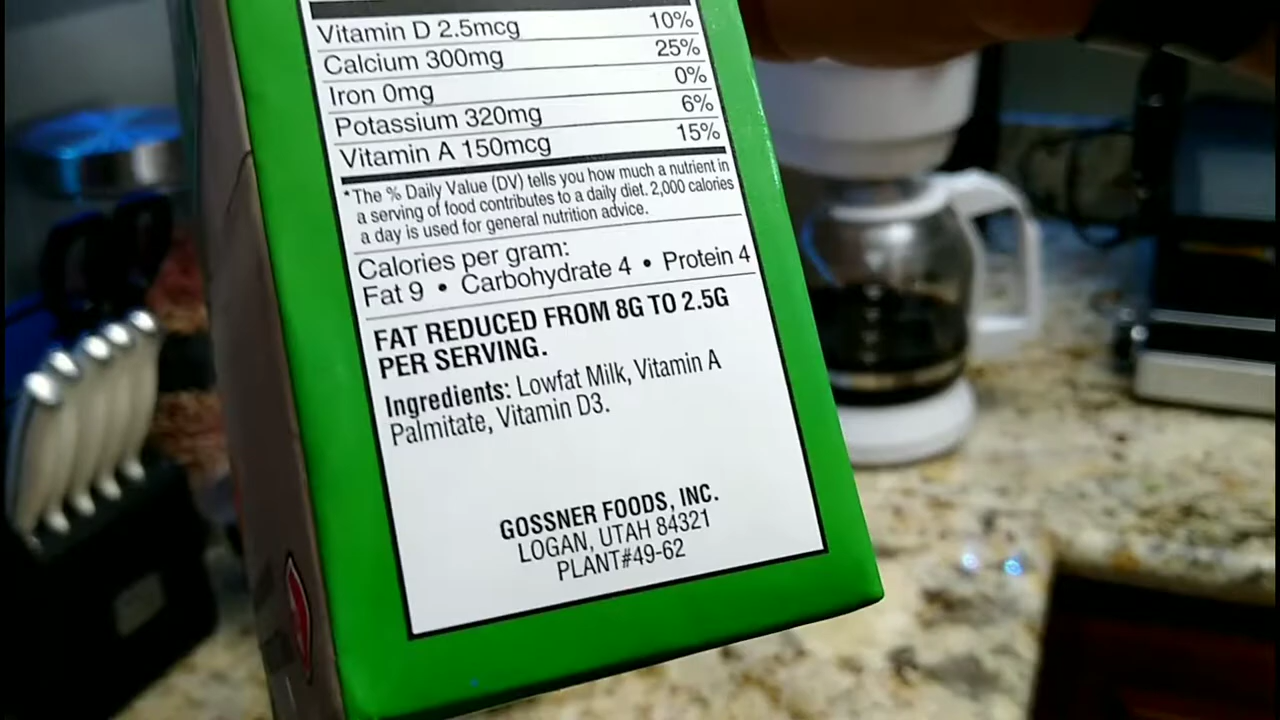 Vitamin D 2.5mcg 10%
Calcium 300mg 25%
Iron 0mg 0%
Potassium 320mg 6%
Vitamin A 150mcg 15%
*The % Daily Value (DV) tells you how much a nutrient in
a serving of food contributes to a daily diet. 2,000 calories
a day is used for general nutrition advice.
Calories per gram:
Fat 9 • Carbohydrate 4 • Protein 4
FAT REDUCED FROM 8G TO 2.5G
PER SERVING.
Ingredients: Lowfat Milk, Vitamin A
Palmitate, Vitamin D3.
GOSSNER FOODS, INC.
LOGAN, UTAH 84321
PLANT#49-62